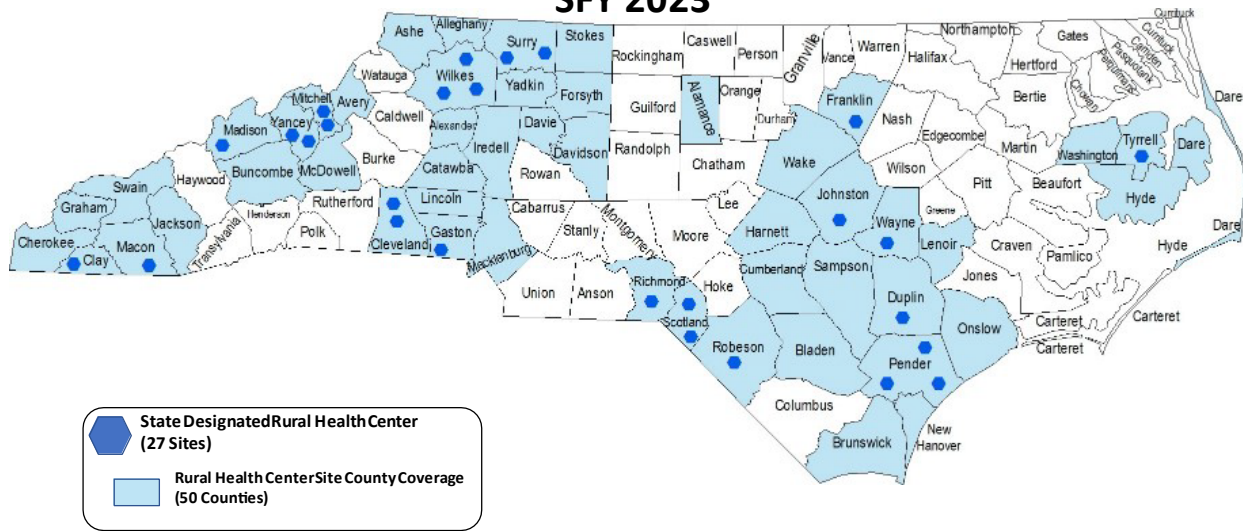 SFY 2023
Ashe
Alleghany
Surry
Stokes
Rockingham
Caswell
Person
Granville
Vance
Warren
Halifax
Northampton
Gates
Hertford
Currituck
Currituck
Camden
Pasquotank
Perquimans
Chowan
Bertie
Dare
Watauga
Wilkes
Yadkin
Forsyth
Guilford
Alamance
Orange
Durham
Franklin
Nash
Edgecombe
Martin
Washington
Tyrrell
Dare
Mitchell
Avery
Caldwell
Alexander
Iredell
Davie
Davidson
Randolph
Chatham
Wake
Wilson
Pitt
Beaufort
Hyde
Madison
Yancey
McDowell
Burke
Catawba
Rowan
Johnston
Wayne
Greene
Swain
Haywood
Buncombe
Rutherford
Lincoln
Cabarrus
Montgomery
Lee
Harnett
Lenoir
Craven
Pamlico
Hyde
Dare
Graham
Jackson
Transylvania
Henderson
Polk
Cleveland
Gaston
Mecklenburg
Stanly
Moore
Cumberland
Sampson
Jones
Cherokee
Clay
Macon
Union
Anson
Richmond
Hoke
Scotland
Duplin
Onslow
Carteret
Carteret
Carteret
Robeson
Bladen
Pender
Columbus
Brunswick
New
Hanover
State Designated Rural Health Center
(27 Sites)
Rural Health Center Site County Coverage
(50 Counties)